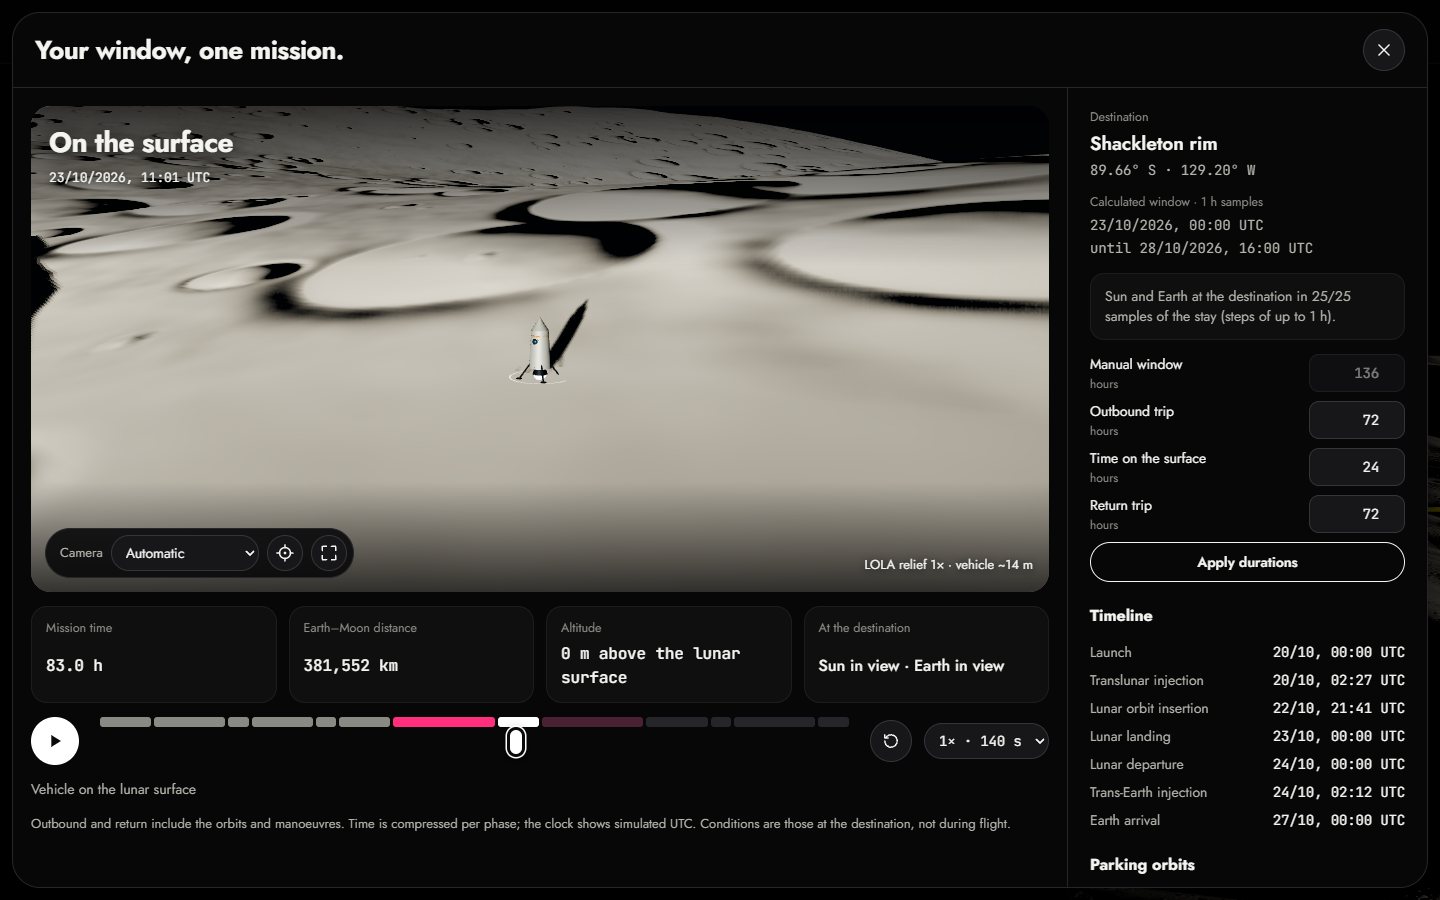 Your window, one mission.
On the surface
23/10/2026, 11:01 UTC
Camera
Automatic
LOLA relief 1× · vehicle ~14 m
Mission time
83.0 h
Earth–Moon distance
381,552 km
Altitude
0 m above the lunar
surface
At the destination
Sun in view · Earth in view
1× · 140 s
Vehicle on the lunar surface
Outbound and return include the orbits and manoeuvres. Time is compressed per phase; the clock shows simulated UTC. Conditions are those at the destination, not during flight.
Destination
Shackleton rim
89.66° S · 129.20° W
Calculated window · 1 h samples
23/10/2026, 00:00 UTC
until 28/10/2026, 16:00 UTC
Sun and Earth at the destination in 25/25
samples of the stay (steps of up to 1 h).
Manual window
hours
136
Outbound trip
hours
72
Time on the surface
hours
24
Return trip
hours
72
Apply durations
Timeline
Launch 20/10, 00:00 UTC
Translunar injection 20/10, 02:27 UTC
Lunar orbit insertion 22/10, 21:41 UTC
Lunar landing 23/10, 00:00 UTC
Lunar departure 24/10, 00:00 UTC
Trans-Earth injection 24/10, 02:12 UTC
Earth arrival 27/10, 00:00 UTC
Parking orbits